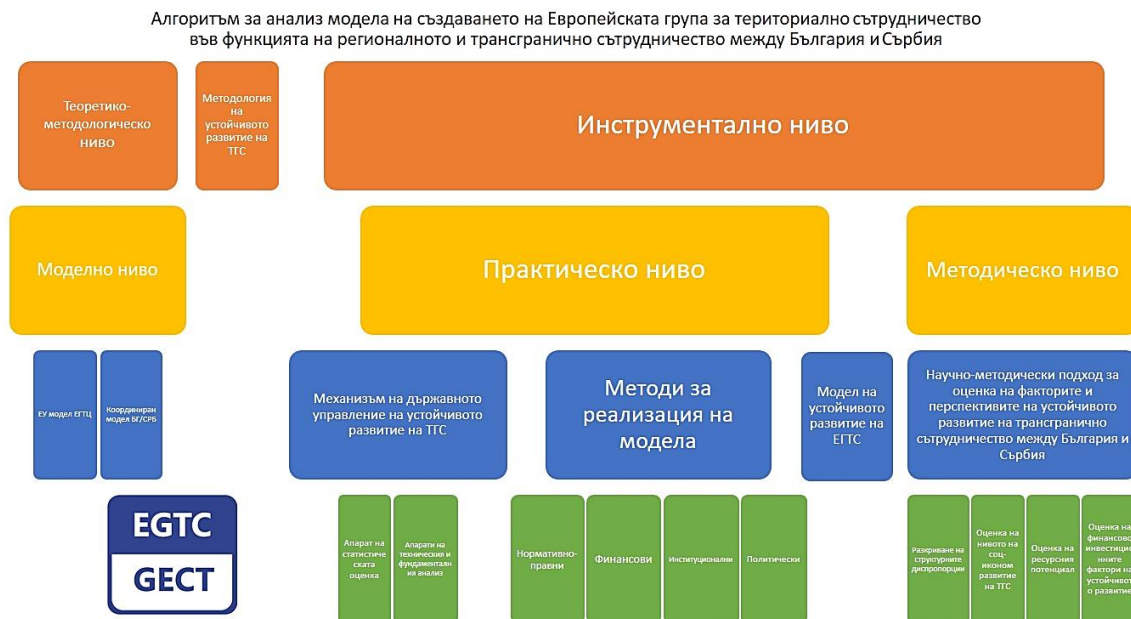 Алгоритъм за анализ модела на създаването на Европейската група за териториално сътрудничество
във функцията на регионалното и трансгранично сътрудничество между България и Сърбия
Теоретико-
методологическо
ниво
Методология
на
устойчивото
развитие на
ТГС
Инструментално ниво
Моделно ниво
Практическо ниво
Методическо ниво
ЕУ модел ЕГТЦ
Координиран
модел БГ/СРБ
Механизъм на държавното
управление на устойчивото
развитие на ТГС
Методи за
реализация на
модела
Модел на
устойчивото
развитие на
ЕГТС
Научно-методически подход за
оценка на факторите и
перспективите на устойчивото
развитие на трансгранично
сътрудничество между България и
Сърбия
EGTC
GECT
Апарат на
статистиче
ската
оценка
Апарати на
техническия и
фундаменталн
ия анализ
Нормативно-
правни
Финансови
Институционални
Политически
Разкриване на
структурните
диспропорции
Оценка на
нивото на
соц-
иконом
развитие
на ТГС
Оценка на
ресурсния
потенциал
Оценка на
финансово
инвестицио
нните
фактори на
устойчивот
о развитие